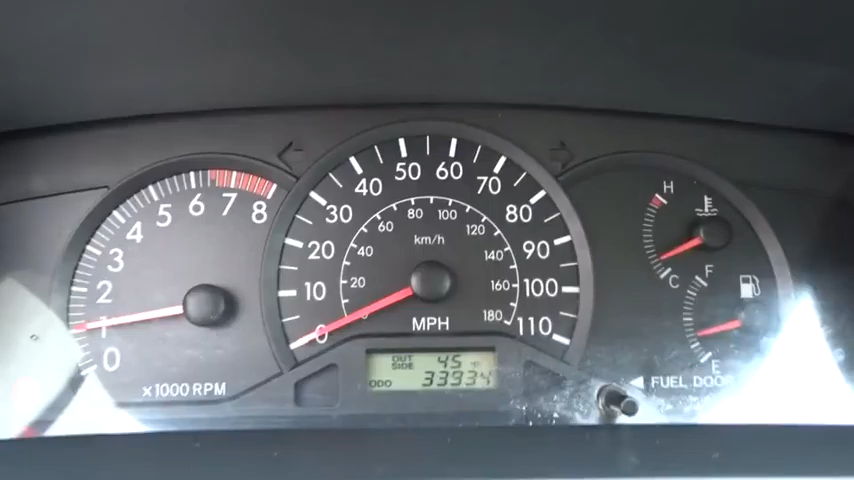 0 1 2 3 4 5 6 7 8
×1000 RPM
0 10 20 30 40 50 60 70 80 90 100 110
0 20 40 60 80 100 120 140 160 180
km/h
MPH
OUT SIDE 45 °F
ODO 33934
H
C
F
E
FUEL DOOR